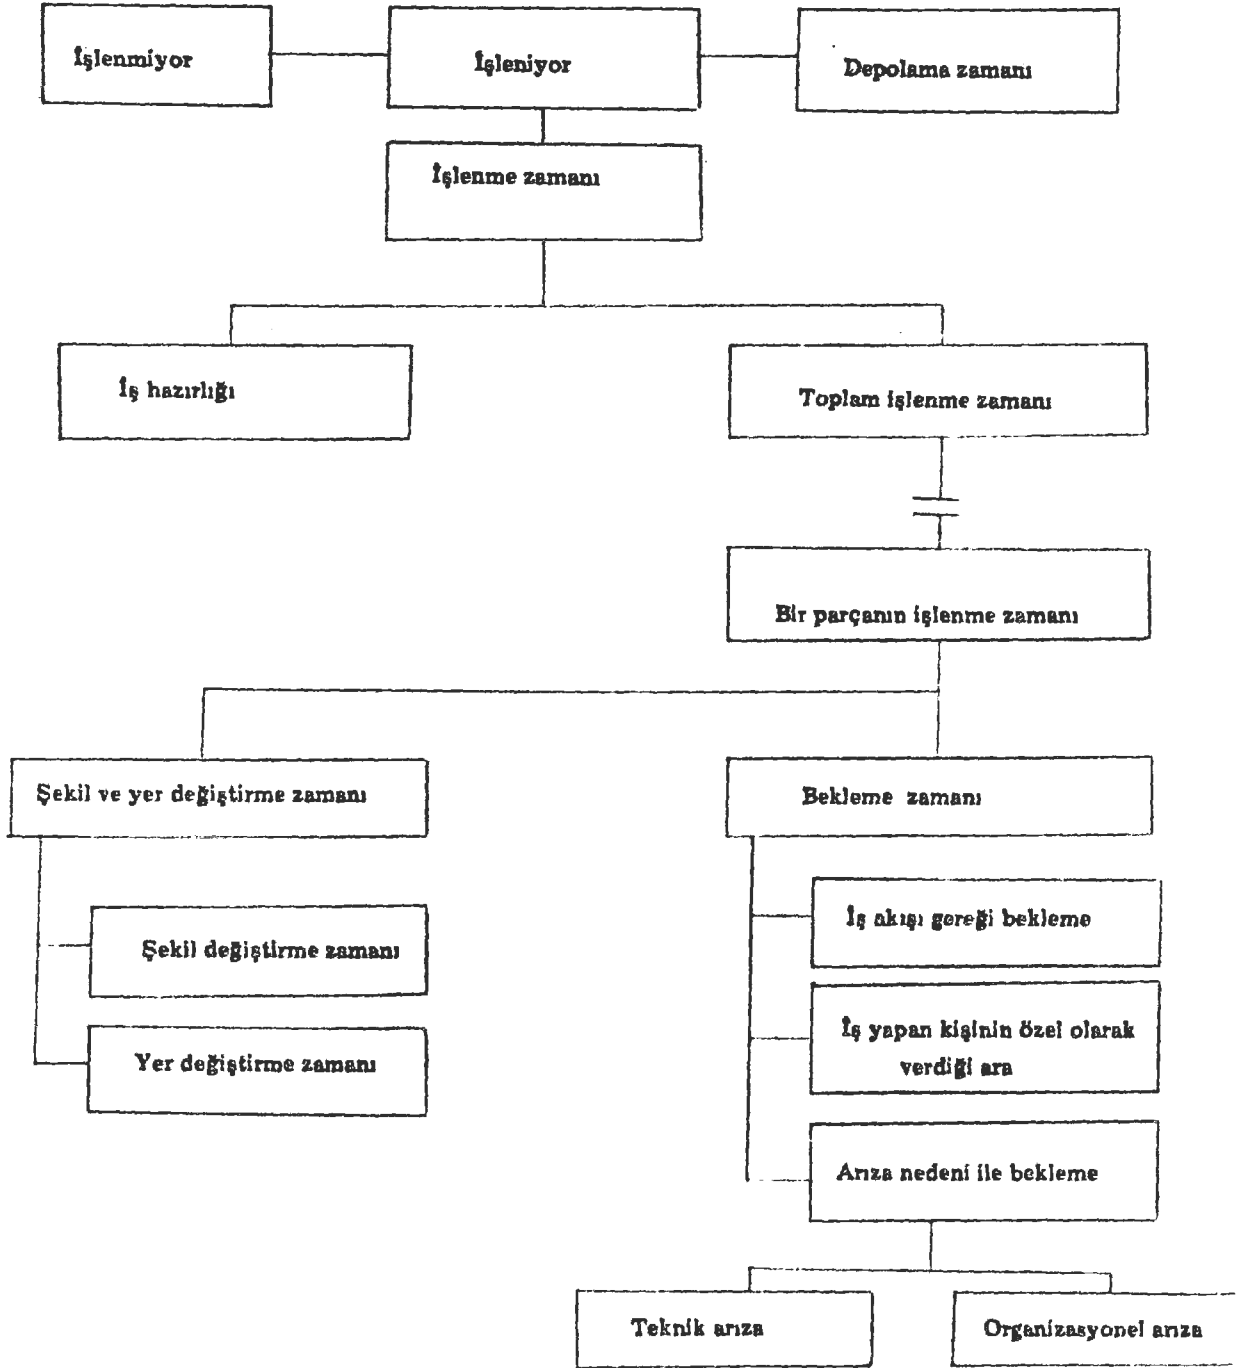 İşlenmiyor
İşleniyor
Depolama zamanı
İşlenme zamanı
İş hazırlığı
Toplam işlenme zamanı
Bir parçanın işlenme zamanı
Şekil ve yer değiştirme zamanı
Bekleme zamanı
İş akışı gereği bekleme
Şekil değiştirme zamanı
İş yapan kişinin özel olarak
verdiği ara
Yer değiştirme zamanı
Arıza nedeni ile bekleme
Teknik arıza
Organizasyonel arıza